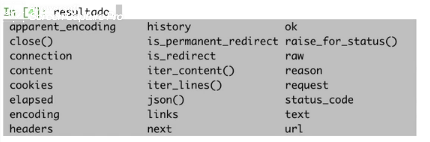 In [4]: resultado.
apparent_encoding history ok
close() is_permanent_redirect raise_for_status()
connection is_redirect raw
content iter_content() reason
cookies iter_lines() request
elapsed json() status_code
encoding links text
headers next url